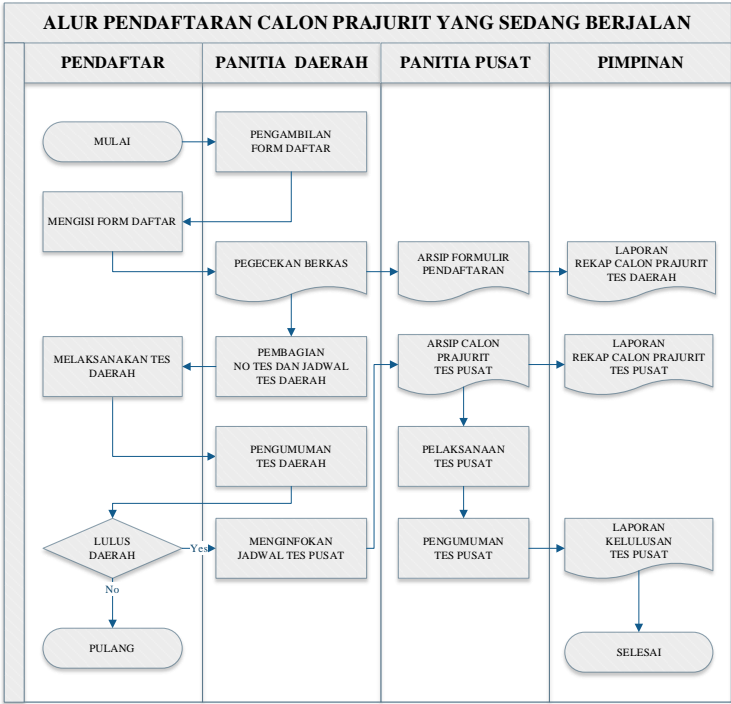 ALUR PENDAFTARAN CALON PRAJURIT YANG SEDANG BERJALAN
PENDAFTAR
PANITIA DAERAH
PANITIA PUSAT
PIMPINAN
MULAI
PENGAMBILAN
FORM DAFTAR
MENGISI FORM DAFTAR
PEGECEKAN BERKAS
ARSIP FORMULIR
PENDAFTARAN
LAPORAN
REKAP CALON PRAJURIT
TES DAERAH
MELAKSANAKAN TES
DAERAH
PEMBAGIAN
NO TES DAN JADWAL
TES DAERAH
ARSIP CALON
PRAJURIT
TES PUSAT
LAPORAN
REKAP CALON PRAJURIT
TES PUSAT
PENGUMUMAN
TES DAERAH
PELAKSANAAN
TES PUSAT
LULUS
DAERAH
Yes
MENGINFOKAN
JADWAL TES PUSAT
PENGUMUMAN
TES PUSAT
LAPORAN
KELULUSAN
TES PUSAT
No
PULANG
SELESAI